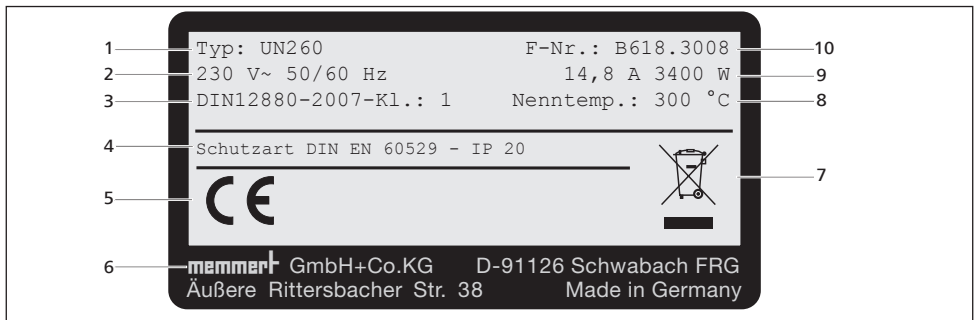 1 Typ: UN260 F-Nr.: B618.3008 10
2 230 V~ 50/60 Hz 14,8 A 3400 W 9
3 DIN12880-2007-Kl.: 1 Nenntemp.: 300 °C 8
4 Schutzart DIN EN 60529 - IP 20
7
5 CE
6 memmert GmbH+Co.KG D-91126 Schwabach FRG
Äußere Rittersbacher Str. 38 Made in Germany